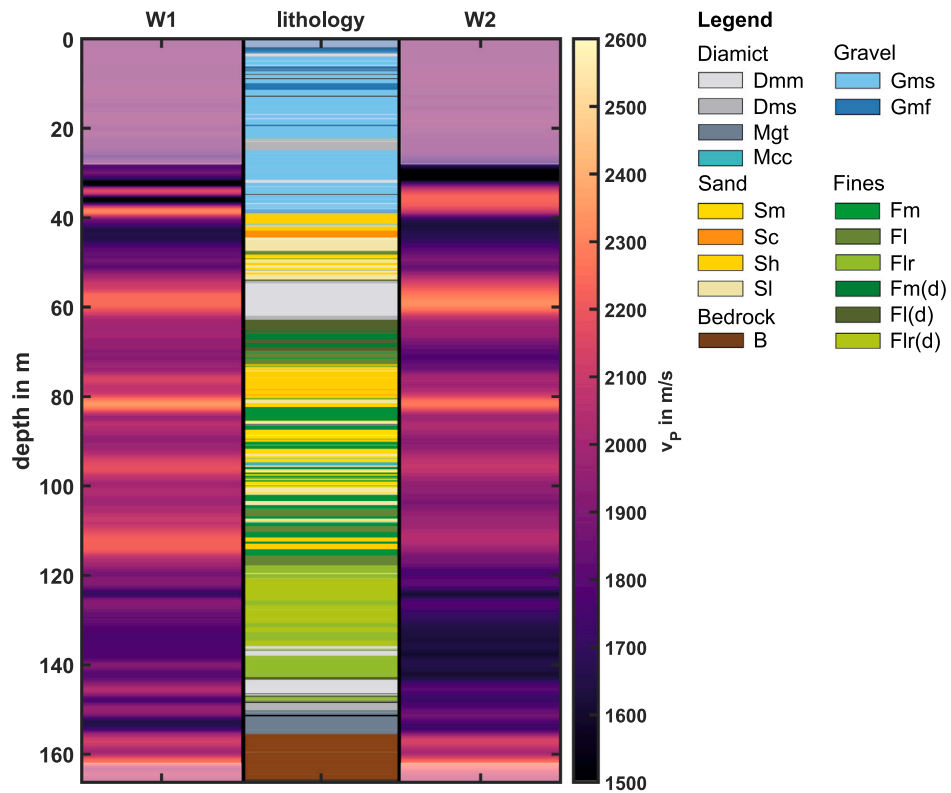 W1 lithology W2
depth in m
0
20
40
60
80
100
120
140
160
2600
2500
2400
2300
2200
2100
2000
1900
1800
1700
1600
1500
vP in m/s
Legend
Diamict
Dmm
Dms
Mgt
Mcc
Gravel
Gms
Gmf
Sand
Sm
Sc
Sh
Sl
Bedrock
B
Fines
Fm
Fl
Flr
Fm(d)
Fl(d)
Flr(d)